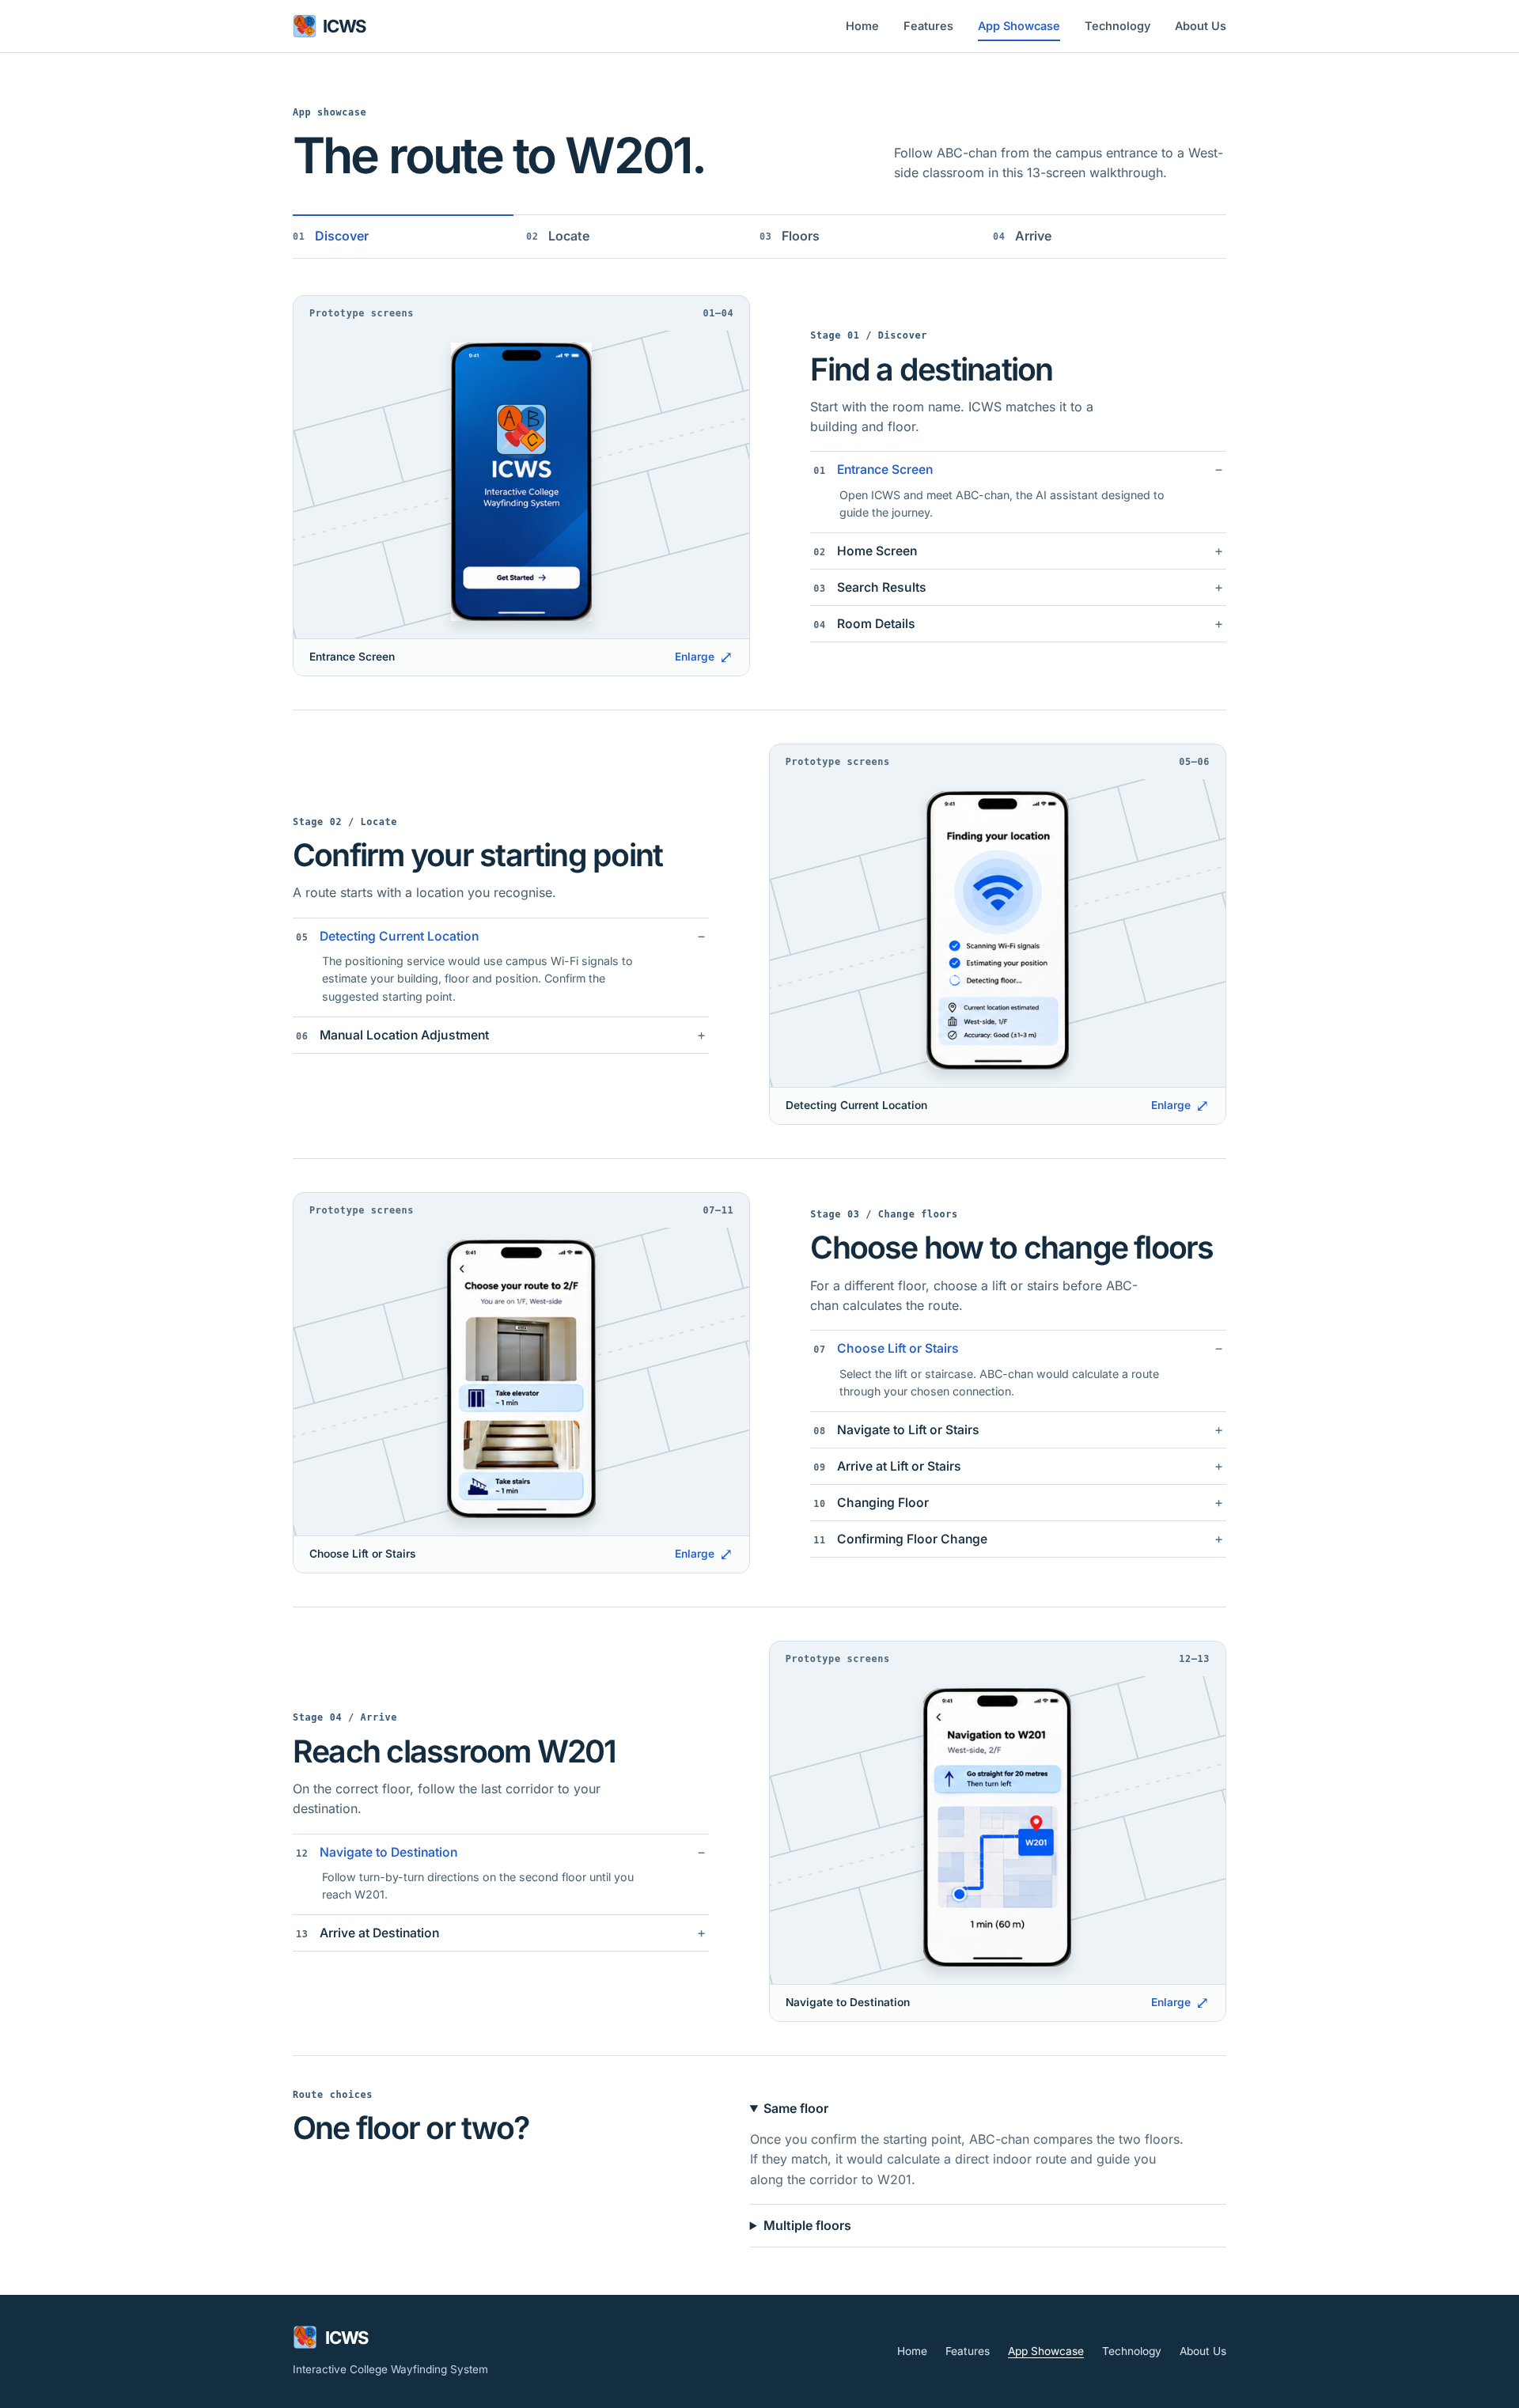 ICWS
Home
Features
App Showcase
Technology
About Us
App showcase
The route to W201.
Follow ABC-chan from the campus entrance to a West-
side classroom in this 13-screen walkthrough.
01 Discover
02 Locate
03 Floors
04 Arrive
Prototype screens
01–04
9:41
A B C
ICWS
Interactive College
Wayfinding System
Get Started →
Entrance Screen
Enlarge
Stage 01 / Discover
Find a destination
Start with the room name. ICWS matches it to a
building and floor.
01 Entrance Screen −
Open ICWS and meet ABC-chan, the AI assistant designed to
guide the journey.
02 Home Screen +
03 Search Results +
04 Room Details +
Stage 02 / Locate
Confirm your starting point
A route starts with a location you recognise.
05 Detecting Current Location −
The positioning service would use campus Wi-Fi signals to
estimate your building, floor and position. Confirm the
suggested starting point.
06 Manual Location Adjustment +
Prototype screens
05–06
9:41
Finding your location
Scanning Wi-Fi signals
Estimating your position
Detecting floor...
Current location estimated
West-side, 1/F
Accuracy: Good (±1-3 m)
Detecting Current Location
Enlarge
Prototype screens
07–11
9:41
Choose your route to 2/F
You are on 1/F, West-side
Take elevator
~ 1 min
Take stairs
~ 1 min
Choose Lift or Stairs
Enlarge
Stage 03 / Change floors
Choose how to change floors
For a different floor, choose a lift or stairs before ABC-
chan calculates the route.
07 Choose Lift or Stairs −
Select the lift or staircase. ABC-chan would calculate a route
through your chosen connection.
08 Navigate to Lift or Stairs +
09 Arrive at Lift or Stairs +
10 Changing Floor +
11 Confirming Floor Change +
Stage 04 / Arrive
Reach classroom W201
On the correct floor, follow the last corridor to your
destination.
12 Navigate to Destination −
Follow turn-by-turn directions on the second floor until you
reach W201.
13 Arrive at Destination +
Prototype screens
12–13
9:41
Navigation to W201
West-side, 2/F
Go straight for 20 metres
Then turn left
W201
1 min (60 m)
Navigate to Destination
Enlarge
Route choices
One floor or two?
Same floor
Once you confirm the starting point, ABC-chan compares the two floors.
If they match, it would calculate a direct indoor route and guide you
along the corridor to W201.
Multiple floors
ICWS
Interactive College Wayfinding System
Home
Features
App Showcase
Technology
About Us